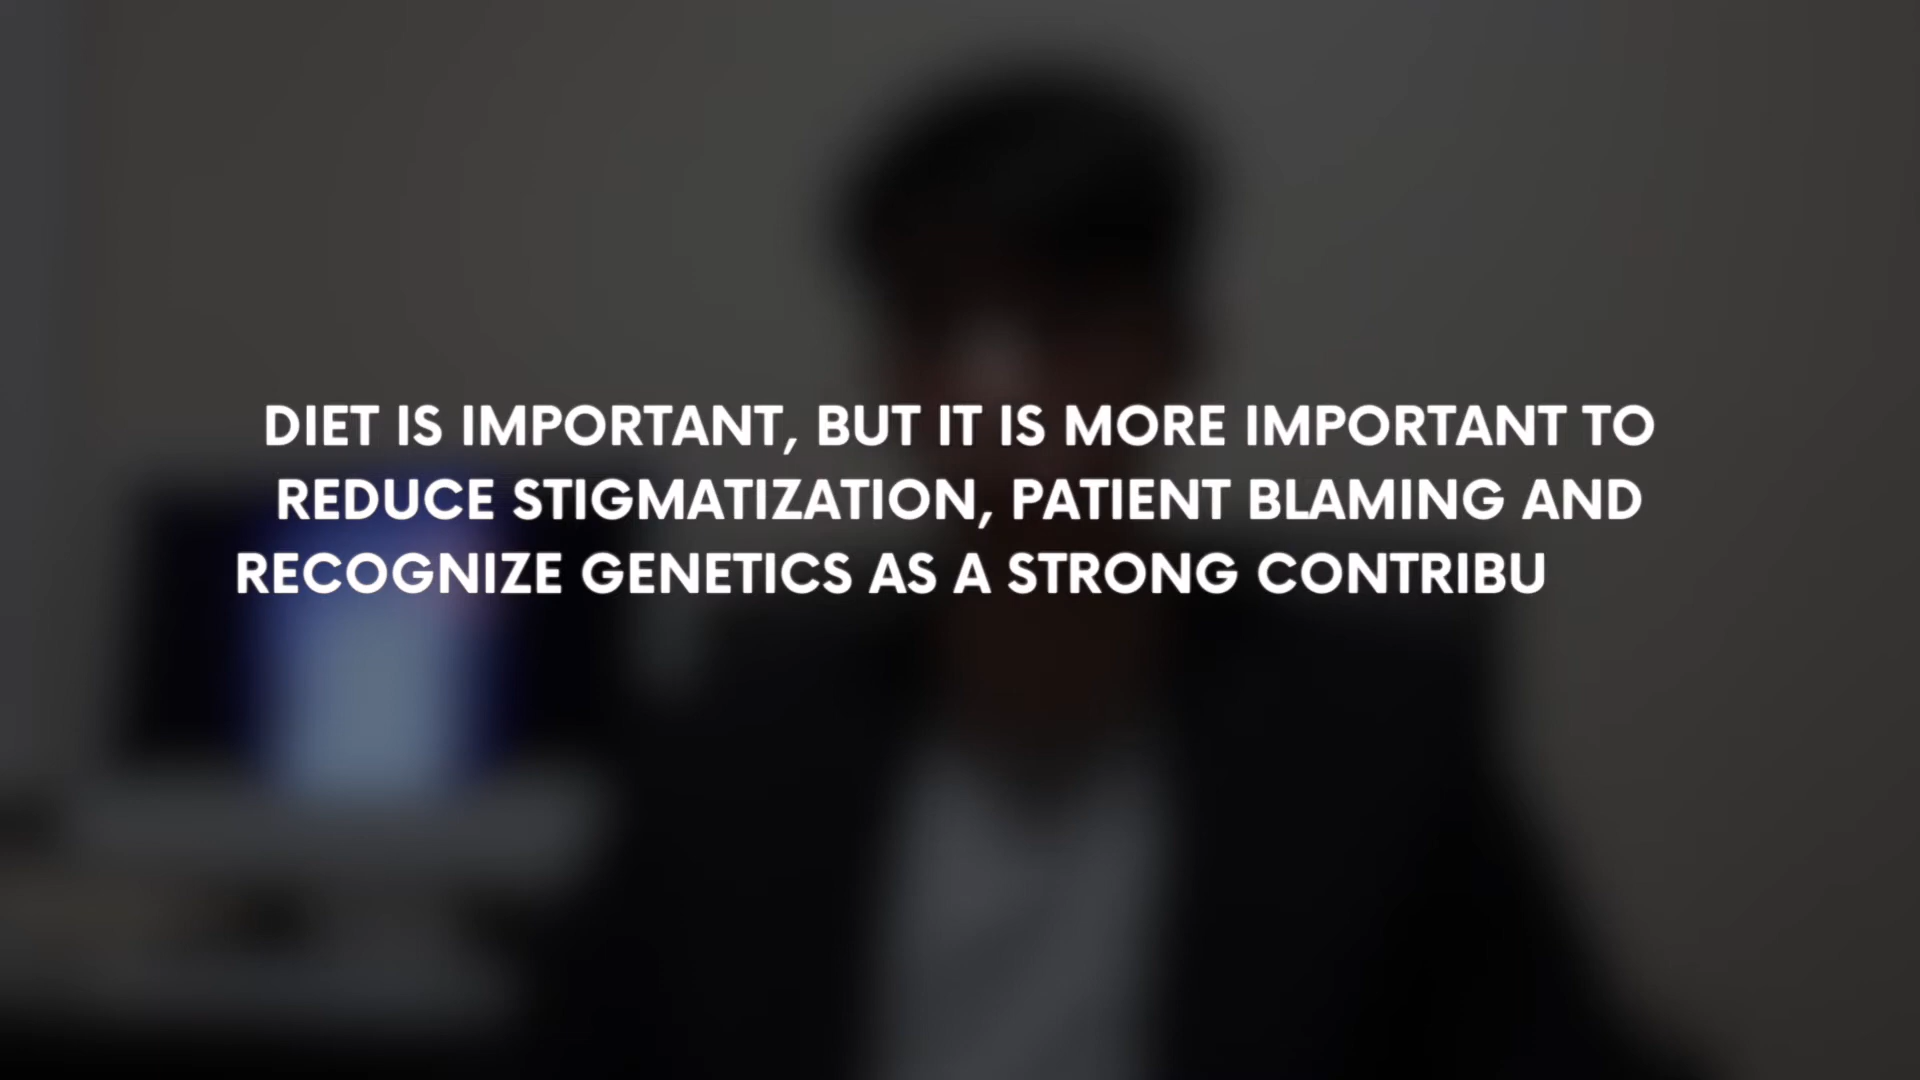 DIET IS IMPORTANT, BUT IT IS MORE IMPORTANT TO
REDUCE STIGMATIZATION, PATIENT BLAMING AND
RECOGNIZE GENETICS AS A STRONG CONTRIBU